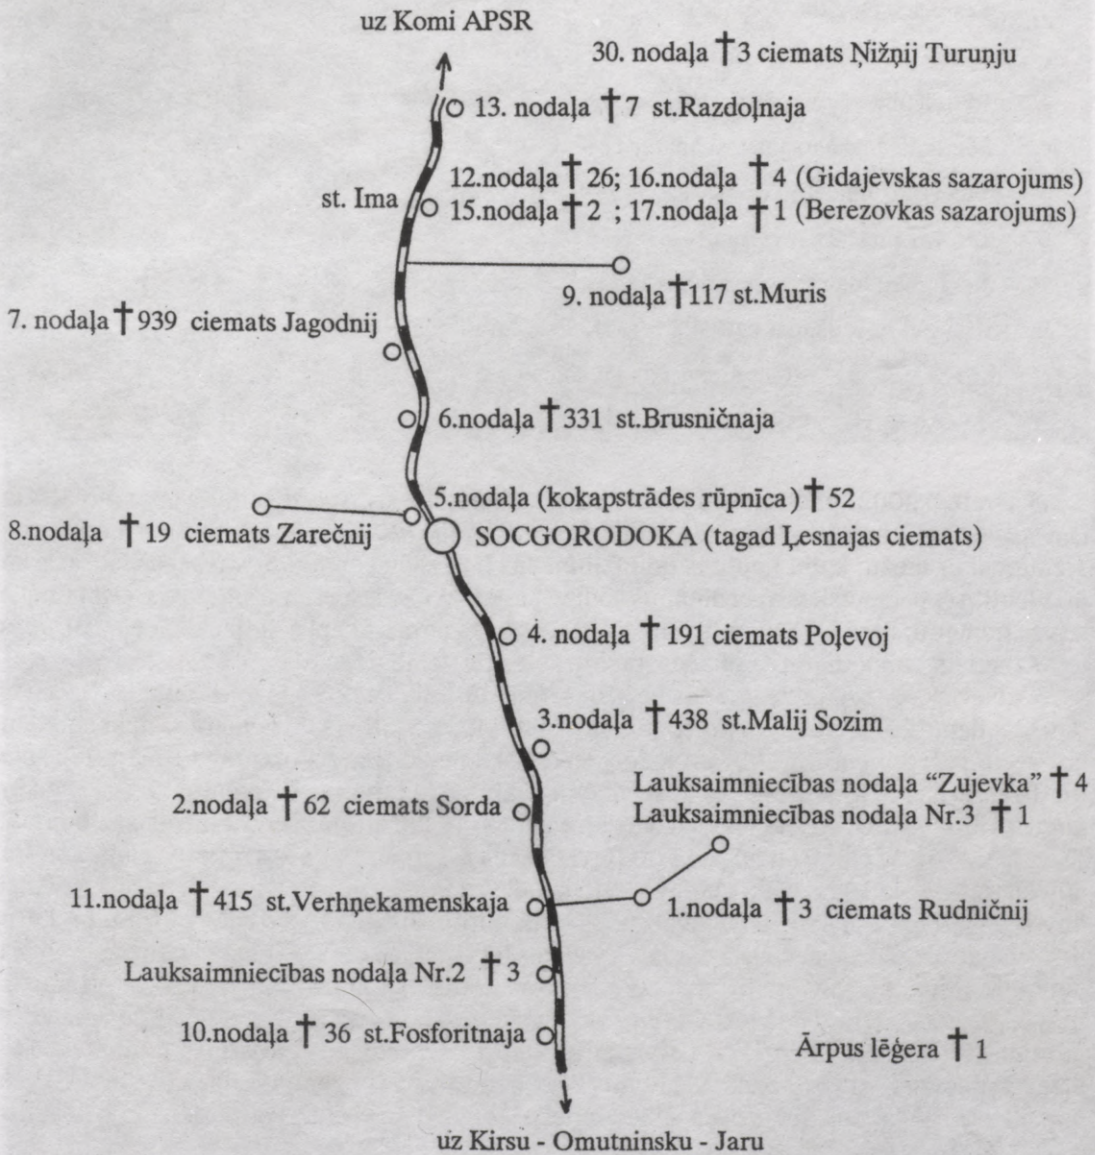 uz Komi APSR
30. nodaļa †3 ciemats Ņižņij Turuņju
13. nodaļa †7 st.Razdoļnaja
12.nodaļa †26; 16.nodaļa †4 (Gidajevskas sazarojums)
st. Ima
15.nodaļa †2 ; 17.nodaļa †1 (Berezovkas sazarojums)
9. nodaļa †117 st.Muris
7. nodaļa †939 ciemats Jagodnij
6.nodaļa †331 st.Brusničnaja
5.nodaļa (kokapstrādes rūpnīca) †52
8.nodaļa †19 ciemats Zarečnij
SOCGORODOKA (tagad Ļesnajas ciemats)
4. nodaļa †191 ciemats Poļevoj
3.nodaļa †438 st.Malij Sozim
Lauksaimniecības nodaļa “Zujevka” †4
2.nodaļa †62 ciemats Sorda
Lauksaimniecības nodaļa Nr.3 †1
11.nodaļa †415 st.Verhņekamenskaja
1.nodaļa †3 ciemats Rudničnij
Lauksaimniecības nodaļa Nr.2 †3
10.nodaļa †36 st.Fosforitnaja
Ārpus lēģera †1
uz Kirsu - Omutninsku - Jaru